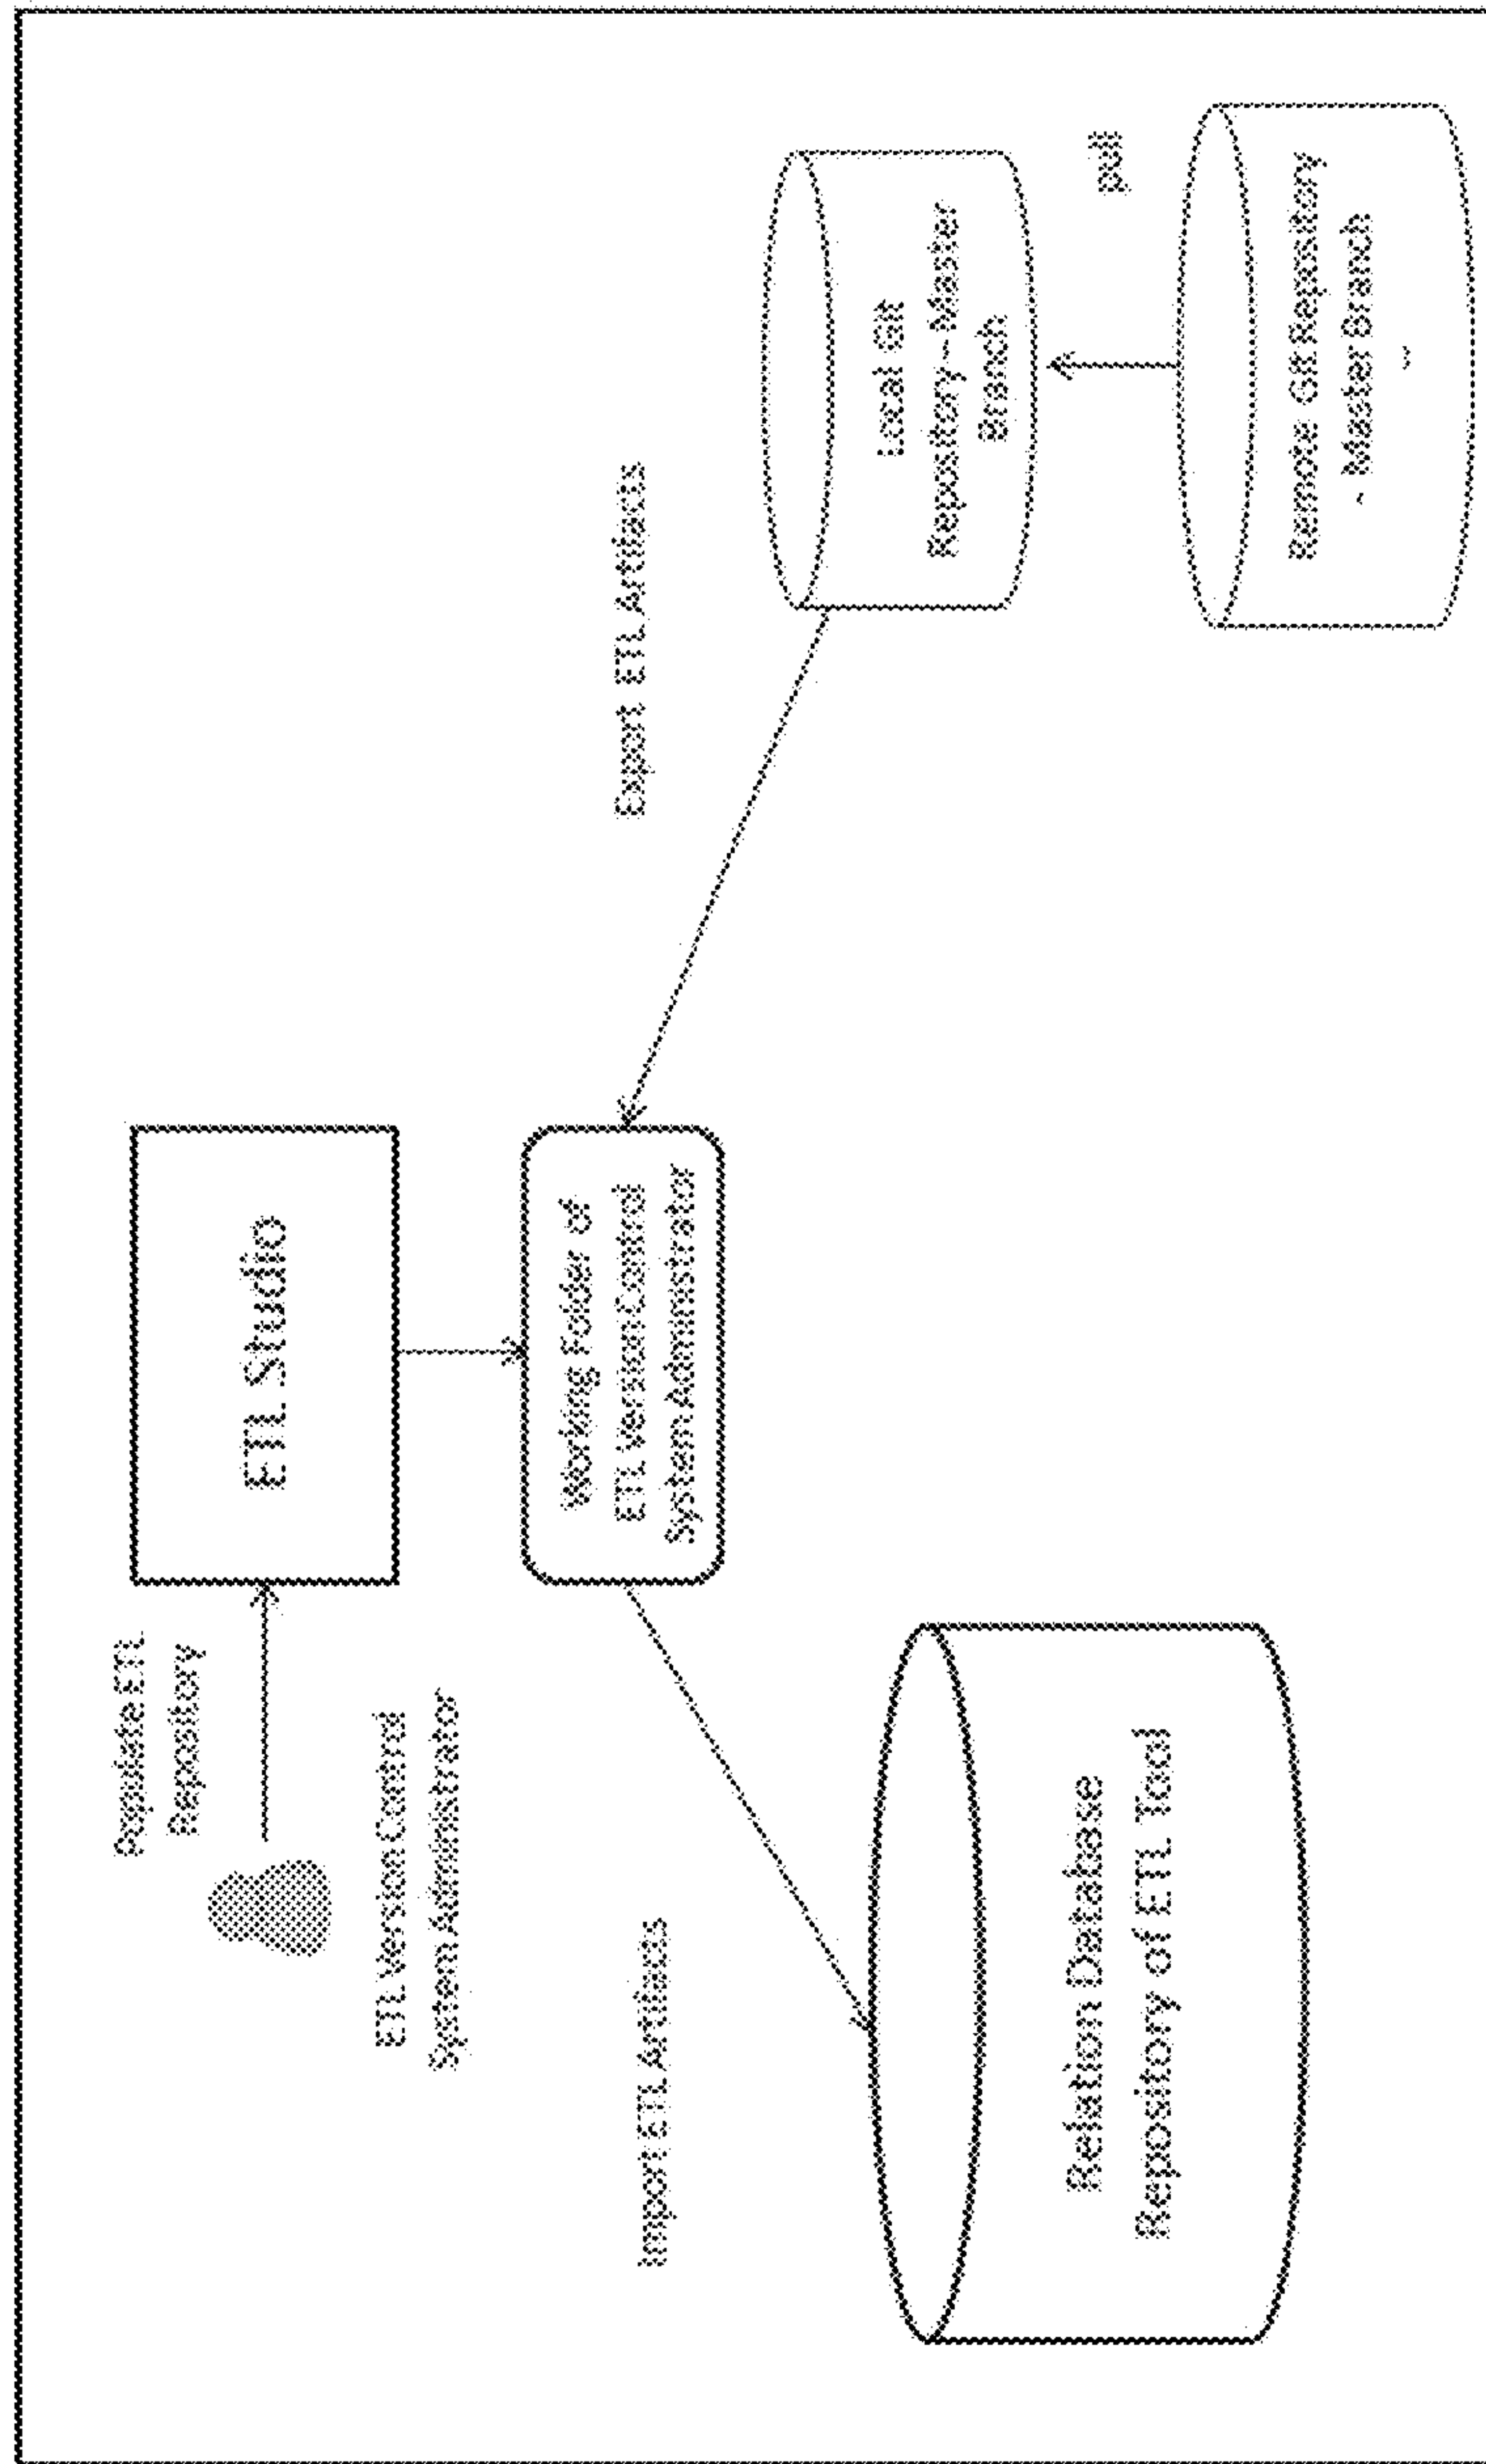 Populate ETL
Repository
ETL Version Control
System Administrator
ETL Studio
Working Folder of
ETL Version Control
System Administrator
Import ETL Artifacts
Export ETL Artifacts
Relation Database
Repository of ETL Tool
Local Git
Repository - Master
Branch
pull
Remote Git Repository
- Master Branch